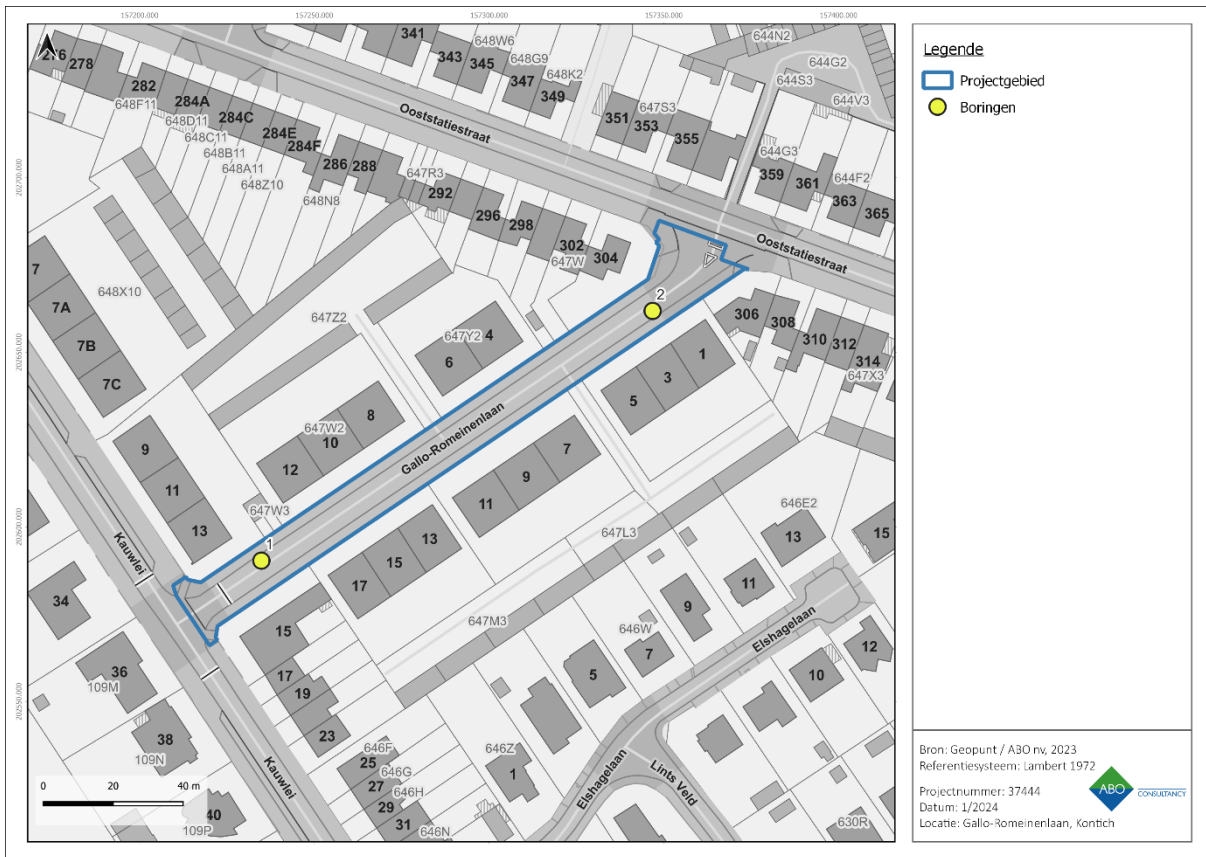 157200.000 157250.000 157300.000 157350.000 157400.000
202700.000
202650.000
202600.000
202550.000
276
278
282
284A
284C
284E
284F
286
288
292
296
298
302
304
341
343
345
347
349
351
353
355
359
361
363
365
648F11
648D11
648C11
648B11
648A11
648Z10
648N8
647R3
648W6
648G9
648K2
647S3
644N2
644G2
644S3
644V3
644G3
644F2
647W
Ooststatiestraat
Ooststatiestraat
7
7A
7B
7C
648X10
647Z2
647Y2
4
6
2
306
308
310
312
314
647X3
1
3
5
8
10
12
647W2
Gallo-Romeinenlaan
7
9
11
9
11
13
647W3
1
13
15
17
647L3
646E2
13
15
11
Kauwlei
34
36
109M
38
109N
40
109P
15
17
19
23
647M3
646W
9
7
5
Elshagelaan
12
10
646F
25
646G
27
646H
29
31
646N
646Z
1
Kauwlei
Elshagelaan
Lints Veld
630R
0 20 40 m
Legende
Projectgebied
Boringen
Bron: Geopunt / ABO nv, 2023
Referentiesysteem: Lambert 1972
Projectnummer: 37444
Datum: 1/2024
Locatie: Gallo-Romeinenlaan, Kontich
ABO CONSULTANCY